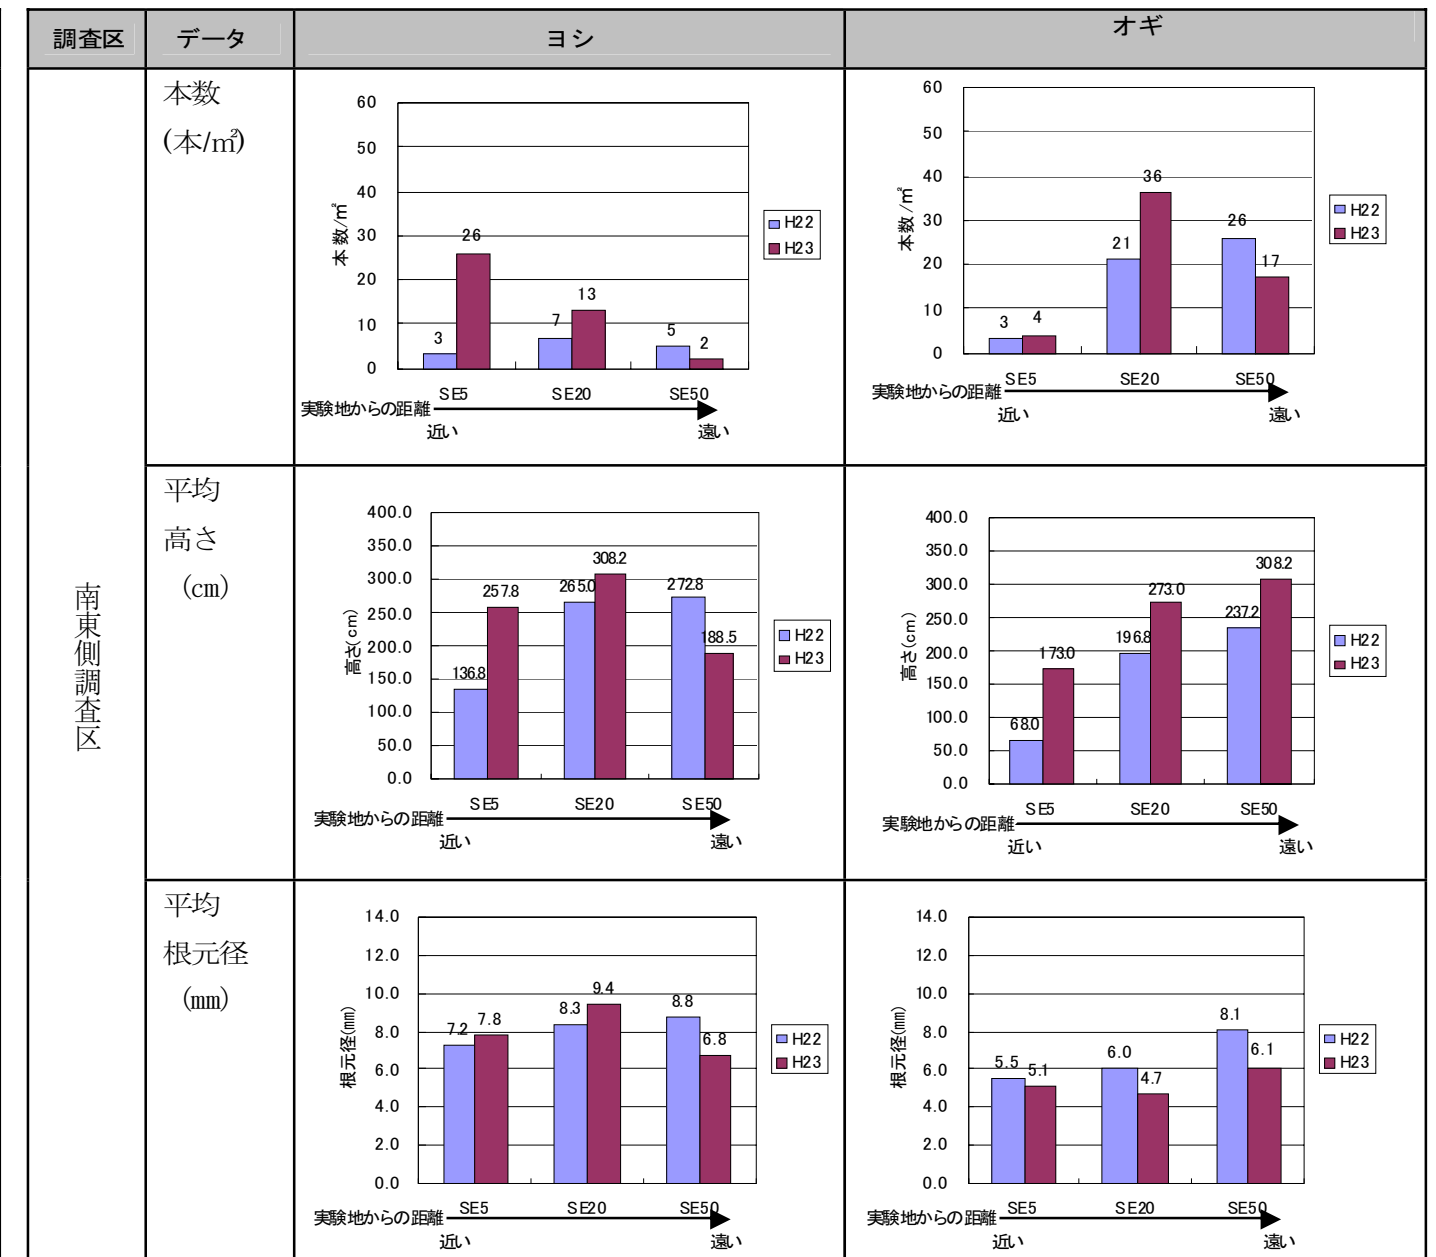 調査区 データ ヨシ オギ
南東側調査区
本数
(本/㎡)
60
50
40
30
20
10
0
本数/㎡
3 26
7 13
5 2
SE5 SE20 SE50
実験地からの距離
近い 遠い
H22
H23
60
50
40
30
20
10
0
本数/㎡
3 4
21 36
26 17
SE5 SE20 SE50
実験地からの距離
近い 遠い
H22
H23
平均
高さ
(cm)
400.0
350.0
300.0
250.0
200.0
150.0
100.0
50.0
0.0
高さ(cm)
136.8 257.8
265.0 308.2
272.8 188.5
SE5 SE20 SE50
実験地からの距離
近い 遠い
H22
H23
400.0
350.0
300.0
250.0
200.0
150.0
100.0
50.0
0.0
高さ(cm)
68.0 173.0
196.8 273.0
237.2 308.2
SE5 SE20 SE50
実験地からの距離
近い 遠い
H22
H23
平均
根元径
(mm)
14.0
12.0
10.0
8.0
6.0
4.0
2.0
0.0
根元径(mm)
7.2 7.8
8.3 9.4
8.8 6.8
SE5 SE20 SE50
実験地からの距離
近い 遠い
H22
H23
14.0
12.0
10.0
8.0
6.0
4.0
2.0
0.0
根元径(mm)
5.5 5.1
6.0 4.7
8.1 6.1
SE5 SE20 SE50
実験地からの距離
近い 遠い
H22
H23